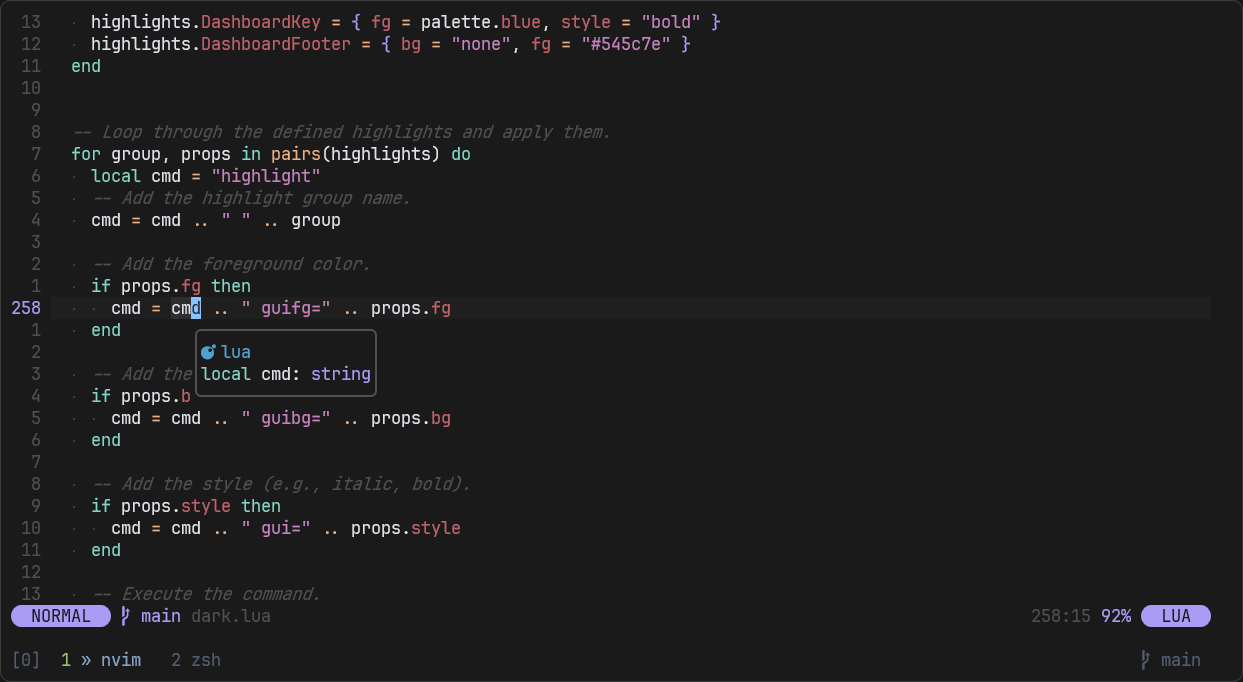 13 highlights.DashboardKey = { fg = palette.blue, style = "bold" }
12 highlights.DashboardFooter = { bg = "none", fg = "#545c7e" }
11 end
10
9
8 -- Loop through the defined highlights and apply them.
7 for group, props in pairs(highlights) do
6 local cmd = "highlight"
5 -- Add the highlight group name.
4 cmd = cmd .. " " .. group
3
2 -- Add the foreground color.
1 if props.fg then
258 cmd = cmd .. " guifg=" .. props.fg
1 end
2 lua
3 -- Add the local cmd: string
4 if props.b
5 cmd = cmd .. " guibg=" .. props.bg
6 end
7
8 -- Add the style (e.g., italic, bold).
9 if props.style then
10 cmd = cmd .. " gui=" .. props.style
11 end
12
13 -- Execute the command.
NORMAL main dark.lua 258:15 92% LUA
[0] 1 » nvim 2 zsh main